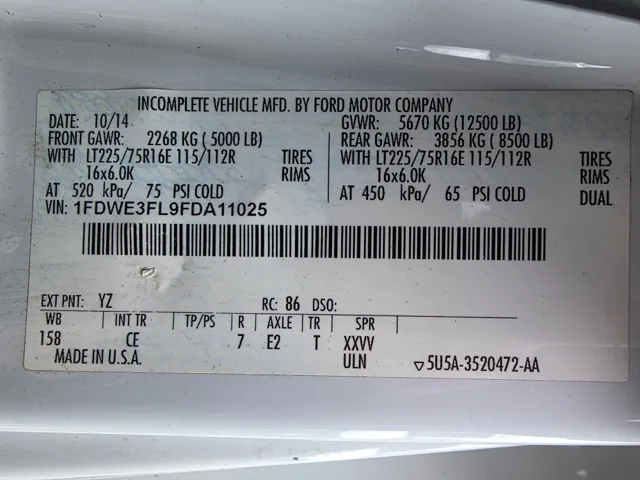 INCOMPLETE VEHICLE MFD. BY FORD MOTOR COMPANY
DATE: 10/14 GVWR: 5670 KG (12500 LB)
FRONT GAWR: 2268 KG ( 5000 LB) REAR GAWR: 3856 KG ( 8500 LB)
WITH LT225/75R16E 115/112R TIRES WITH LT225/75R16E 115/112R TIRES
16x6.0K RIMS 16x6.0K RIMS
AT 520 kPa/ 75 PSI COLD AT 450 kPa/ 65 PSI COLD DUAL
VIN: 1FDWE3FL9FDA11025
EXT PNT: YZ RC: 86 DSO:
WB INT TR TP/PS R AXLE TR SPR
158 CE 7 E2 T XXVV
MADE IN U.S.A. ULN ▽5U5A-3520472-AA